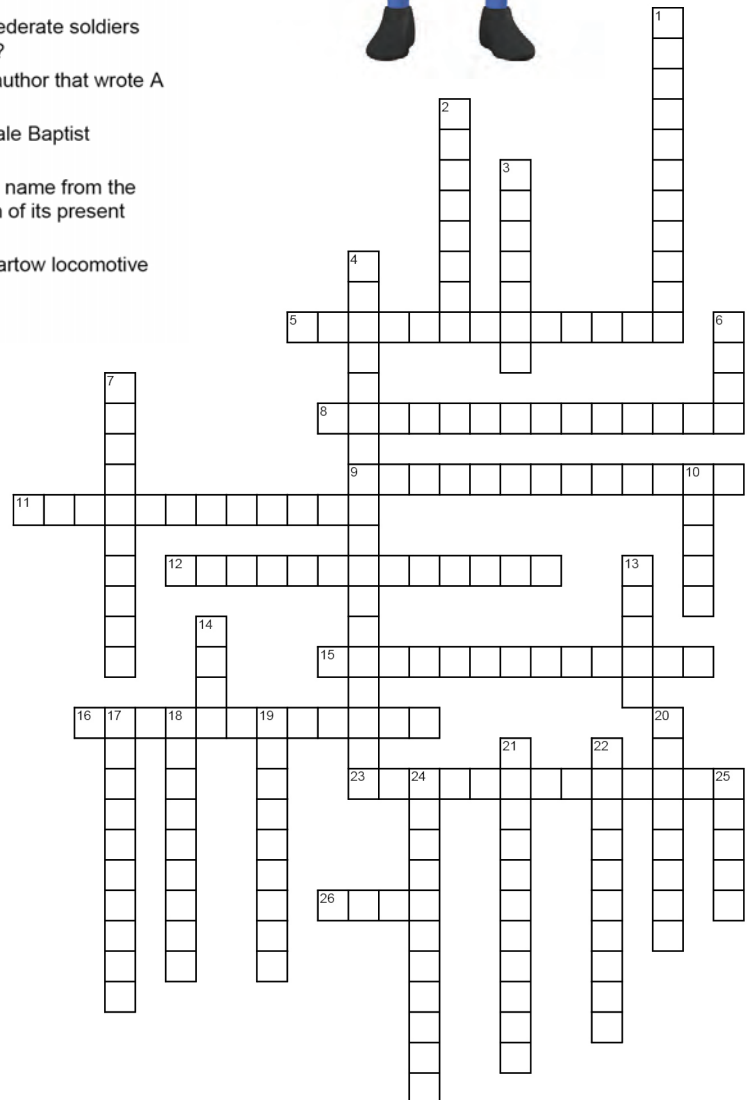 ederate soldiers
?
author that wrote A
ale Baptist
name from the
n of its present
artow locomotive
1
2
3
4
5 6
7
8
9 10
11
12 13
14
15
16 17 18 19 20
21 22
23 24 25
26